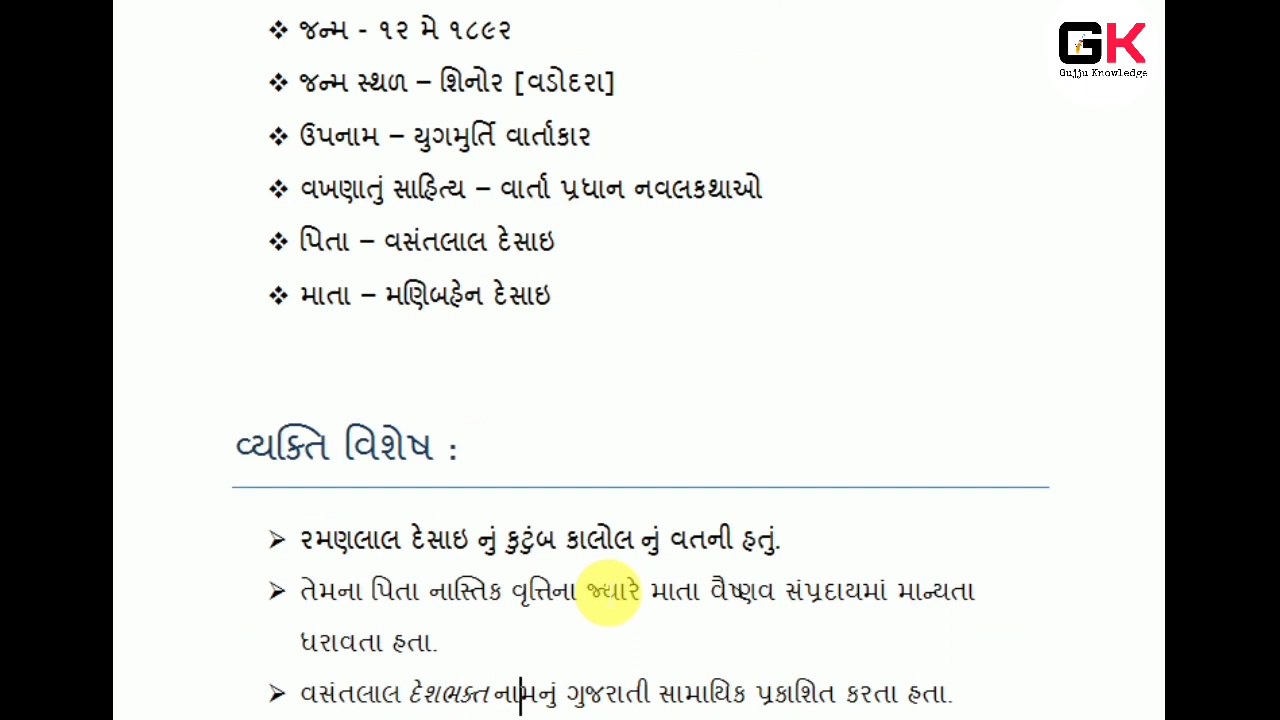 ❖ જન્મ - ૧૨ મે ૧૮૯૨
GK
Gujju Knowledge
❖ જન્મ સ્થળ – શિનોર [વડોદરા]
❖ ઉપનામ – યુગમુર્તિ વાર્તાકાર
❖ વખણાતું સાહિત્ય – વાર્તા પ્રધાન નવલકથાઓ
❖ પિતા – વસંતલાલ દેસાઇ
❖ માતા – મણિબહેન દેસાઇ
વ્યક્તિ વિશેષ :
➢ રમણલાલ દેસાઇ નું કુટુંબ કાલોલ નું વતની હતું.
➢ તેમના પિતા નાસ્તિક વૃત્તિના જ્યારે માતા વૈષ્ણવ સંપ્રદાયમાં માન્યતા
ધરાવતા હતા.
➢ વસંતલાલ દેશભક્ત નામનું ગુજરાતી સામાયિક પ્રકાશિત કરતા હતા.